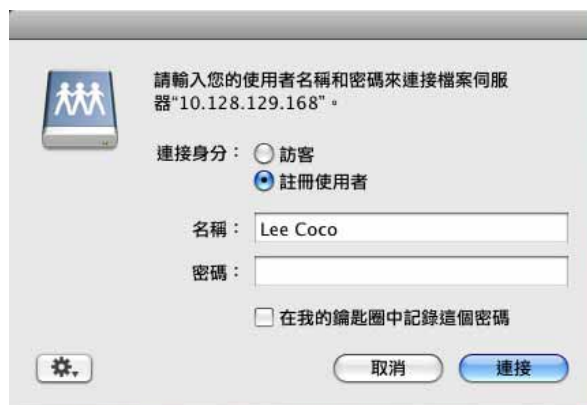 請輸入您的使用者名稱和密碼來連接檔案伺服
器“10.128.129.168”。
連接身分： 訪客
註冊使用者
名稱： Lee Coco
密碼：
在我的鑰匙圈中記錄這個密碼
取消 連接